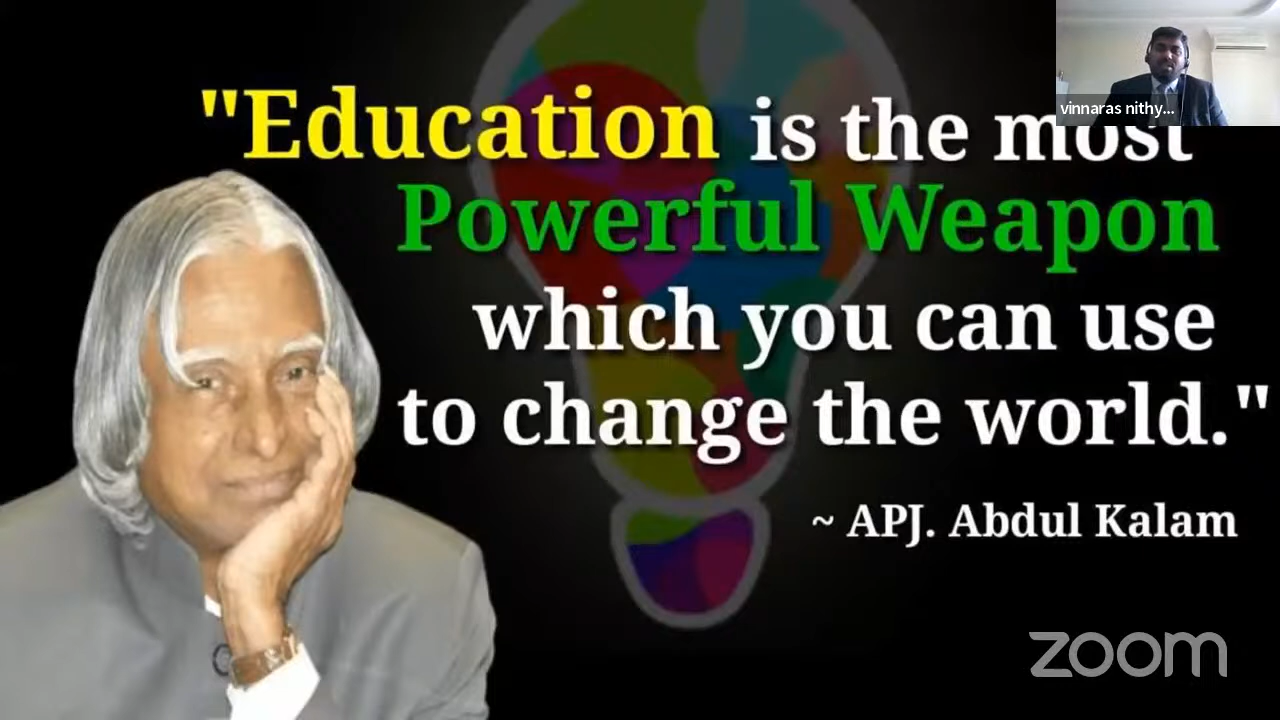 "Education is the most
Powerful Weapon
which you can use
to change the world."
~ APJ. Abdul Kalam
vinnaras nithy...
zoom